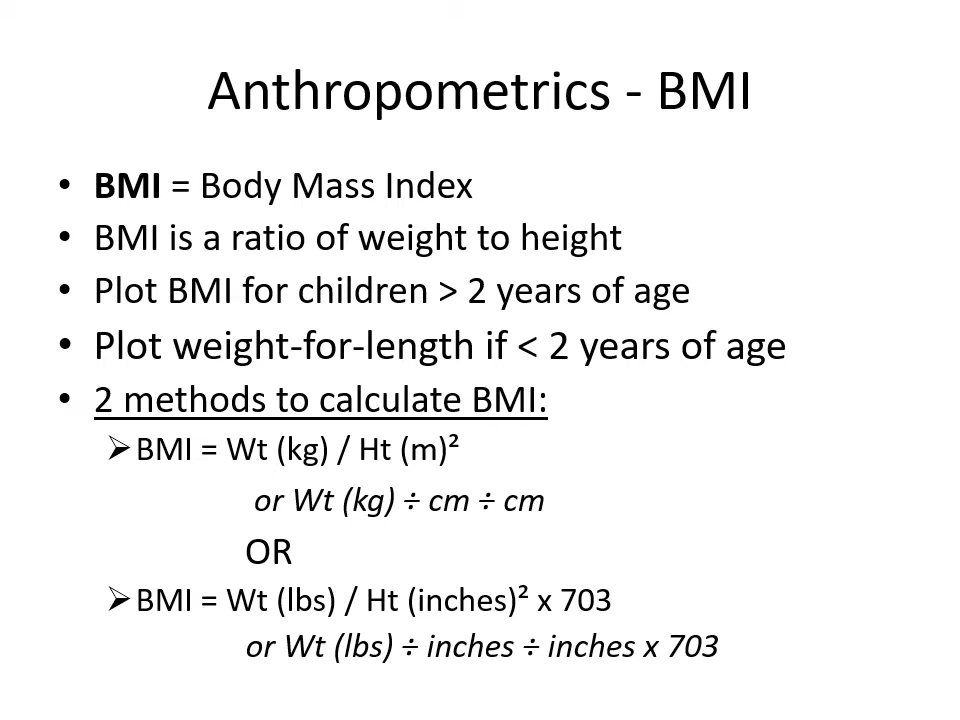 Anthropometrics - BMI
• BMI = Body Mass Index
• BMI is a ratio of weight to height
• Plot BMI for children > 2 years of age
• Plot weight-for-length if < 2 years of age
• 2 methods to calculate BMI:
➢BMI = Wt (kg) / Ht (m)²
or Wt (kg) ÷ cm ÷ cm
OR
➢BMI = Wt (lbs) / Ht (inches)² x 703
or Wt (lbs) ÷ inches ÷ inches x 703